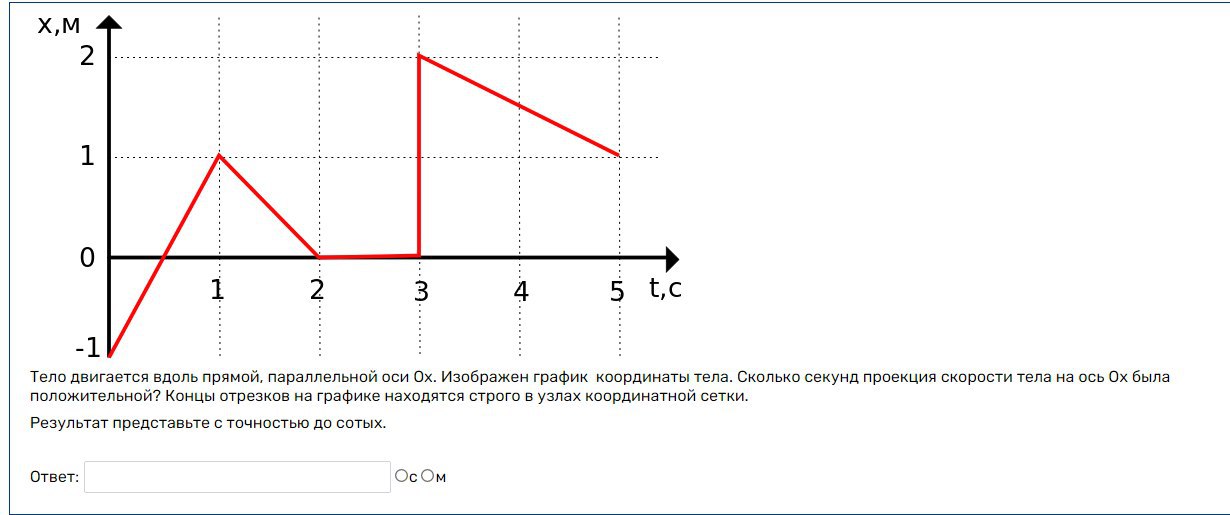 x,м
2
1
0
-1
1 2 3 4 5 t,c
Тело двигается вдоль прямой, параллельной оси Ox. Изображен график координаты тела. Сколько секунд проекция скорости тела на ось Ox была
положительной? Концы отрезков на графике находятся строго в узлах координатной сетки.
Результат представьте с точностью до сотых.
Ответ: с м